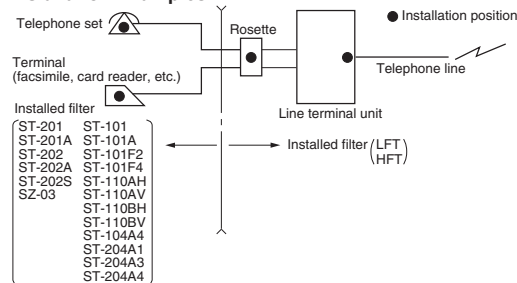 Telephone set
Rosette
Installation position
Terminal
(facsimile, card reader, etc.)
Telephone line
Installed filter
Line terminal unit
ST-201 ST-101
ST-201A ST-101A
ST-202 ST-101F2
ST-202A ST-101F4
ST-202S ST-110AH
SZ-03 ST-110AV
ST-110BH
ST-110BV
ST-104A4
ST-204A1
ST-204A3
ST-204A4
Installed filter (LFT
HFT)